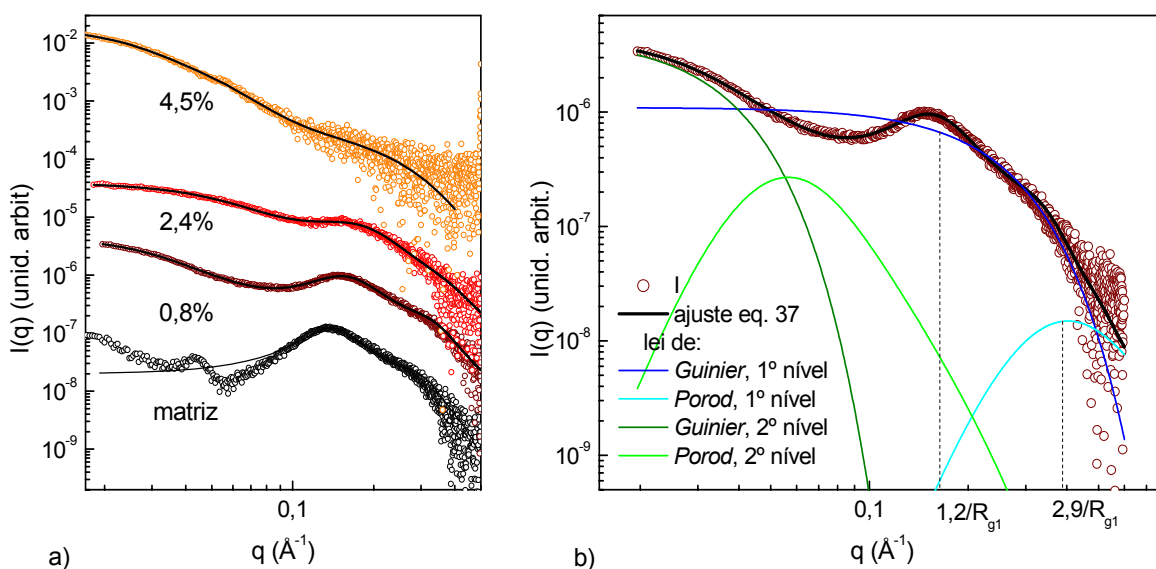 10⁻²
10⁻³
10⁻⁴
10⁻⁵
10⁻⁶
10⁻⁷
10⁻⁸
10⁻⁹
I(q) (unid. arbit)
4,5%
2,4%
0,8%
matriz
0,1
q (Å⁻¹)
a)
10⁻⁶
10⁻⁷
10⁻⁸
10⁻⁹
I(q) (unid. arbit.)
I
ajuste eq. 37
lei de:
Guinier, 1º nível
Porod, 1º nível
Guinier, 2º nível
Porod, 2º nível
0,1
1,2/R_g1
2,9/R_g1
q (Å⁻¹)
b)